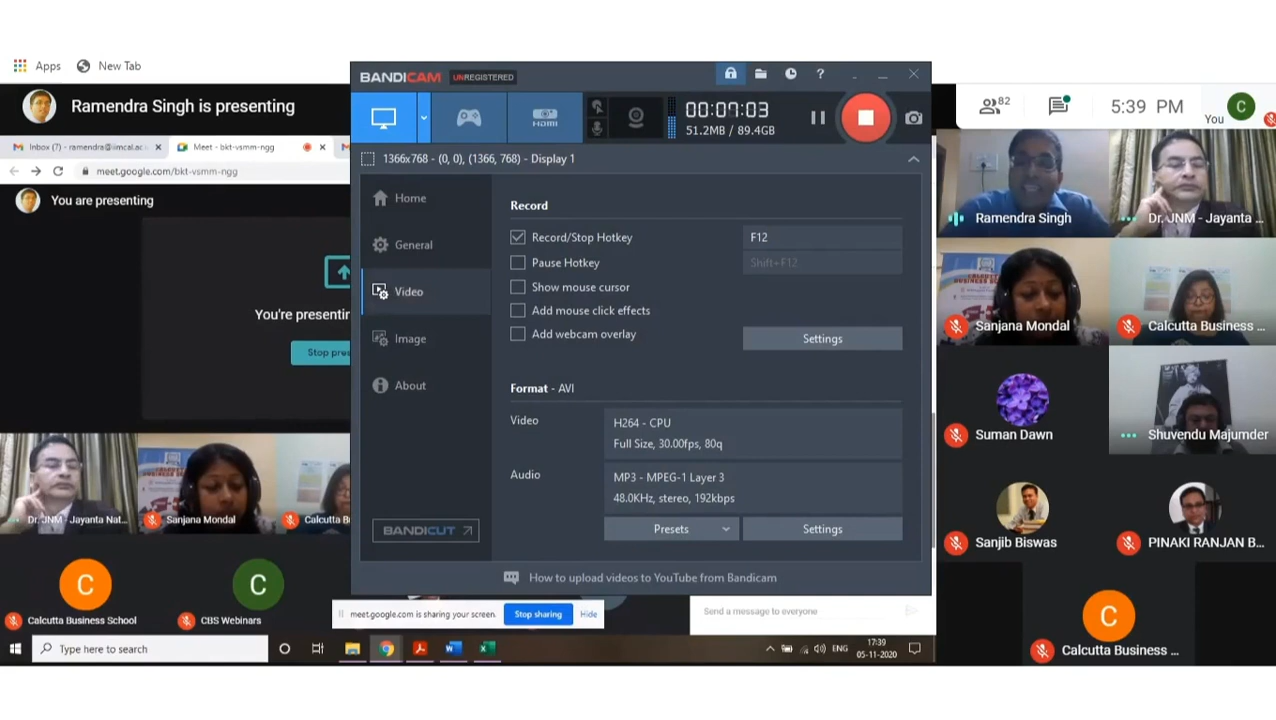 Apps
New Tab
Ramendra Singh is presenting
Inbox (7) - ramendra@iimcal.ac.i
Meet - bkt-vsmm-ngg
meet.google.com/bkt-vsmm-ngg
You are presenting
You're presentin
Stop pres
Dr. JNM - Jayanta Nat...
Sanjana Mondal
Calcutta B
C
C
Calcutta Business School
CBS Webinars
BANDICAM UNREGISTERED
HDMI
00:07:03
51.2MB / 89.4GB
1366x768 - (0, 0), (1366, 768) - Display 1
Home
General
Video
Image
About
BANDICUT
Record
Record/Stop Hotkey
F12
Pause Hotkey
Shift+F12
Show mouse cursor
Add mouse click effects
Add webcam overlay
Settings
Format - AVI
Video
H264 - CPU
Full Size, 30.00fps, 80q
Audio
MP3 - MPEG-1 Layer 3
48.0KHz, stereo, 192kbps
Presets
Settings
How to upload videos to YouTube from Bandicam
meet.google.com is sharing your screen.
Stop sharing
Hide
Send a message to everyone
Type here to search
ENG
17:39
05-11-2020
82
5:39 PM
You
C
Ramendra Singh
Dr. JNM - Jayanta ...
Sanjana Mondal
Calcutta Business ...
Suman Dawn
Shuvendu Majumder
Sanjib Biswas
PINAKI RANJAN B...
C
Calcutta Business ...